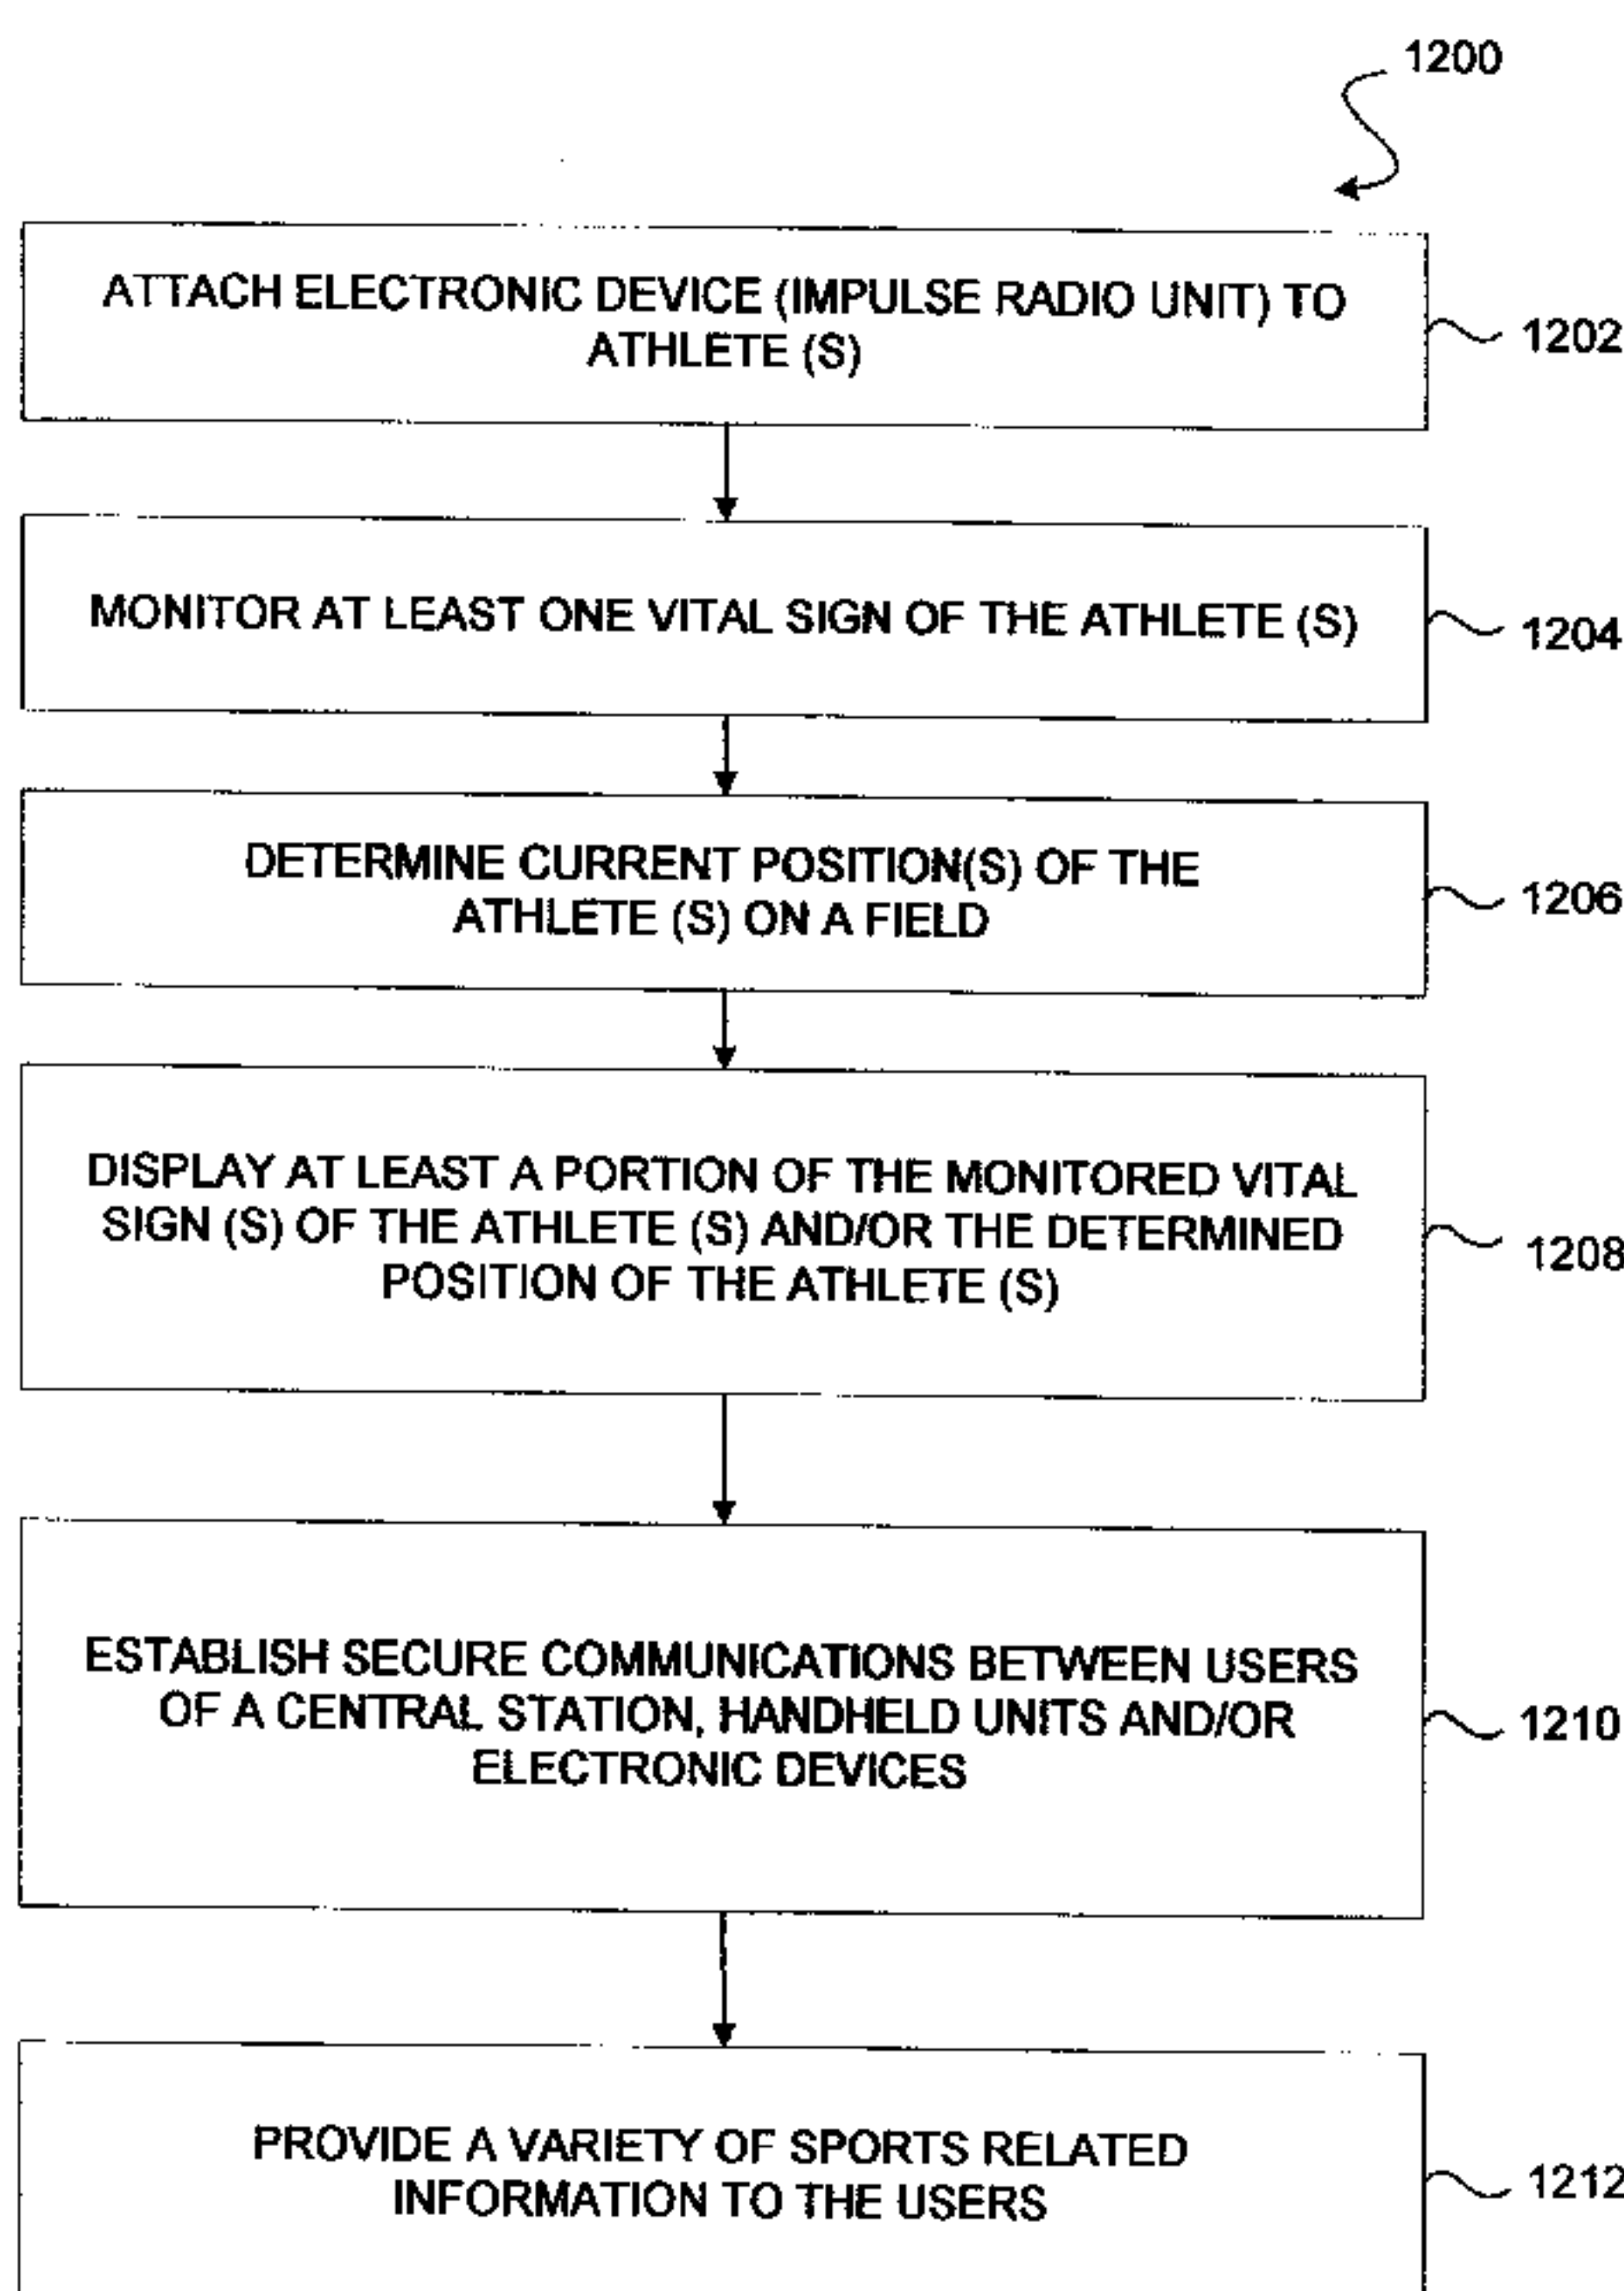 1200
ATTACH ELECTRONIC DEVICE (IMPULSE RADIO UNIT) TO
ATHLETE (S)
1202
MONITOR AT LEAST ONE VITAL SIGN OF THE ATHLETE (S)
1204
DETERMINE CURRENT POSITION(S) OF THE
ATHLETE (S) ON A FIELD
1206
DISPLAY AT LEAST A PORTION OF THE MONITORED VITAL
SIGN (S) OF THE ATHLETE (S) AND/OR THE DETERMINED
POSITION OF THE ATHLETE (S)
1208
ESTABLISH SECURE COMMUNICATIONS BETWEEN USERS
OF A CENTRAL STATION, HANDHELD UNITS AND/OR
ELECTRONIC DEVICES
1210
PROVIDE A VARIETY OF SPORTS RELATED
INFORMATION TO THE USERS
1212